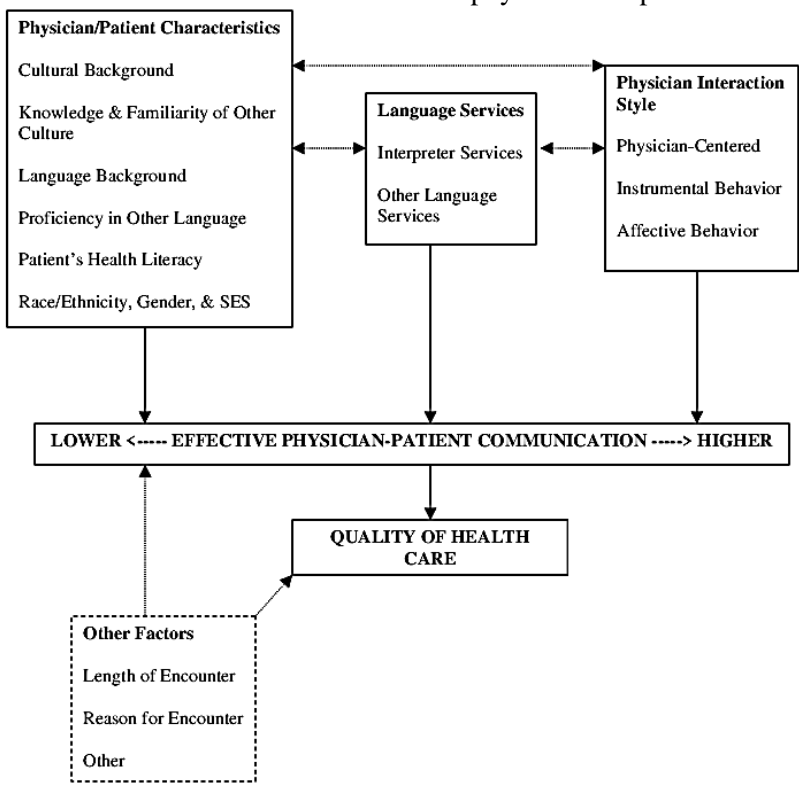 Physician/Patient Characteristics
Cultural Background
Knowledge & Familiarity of Other
Culture
Language Background
Proficiency in Other Language
Patient's Health Literacy
Race/Ethnicity, Gender, & SES
Language Services
Interpreter Services
Other Language
Services
Physician Interaction
Style
Physician-Centered
Instrumental Behavior
Affective Behavior
LOWER <----- EFFECTIVE PHYSICIAN-PATIENT COMMUNICATION -----> HIGHER
QUALITY OF HEALTH
CARE
Other Factors
Length of Encounter
Reason for Encounter
Other